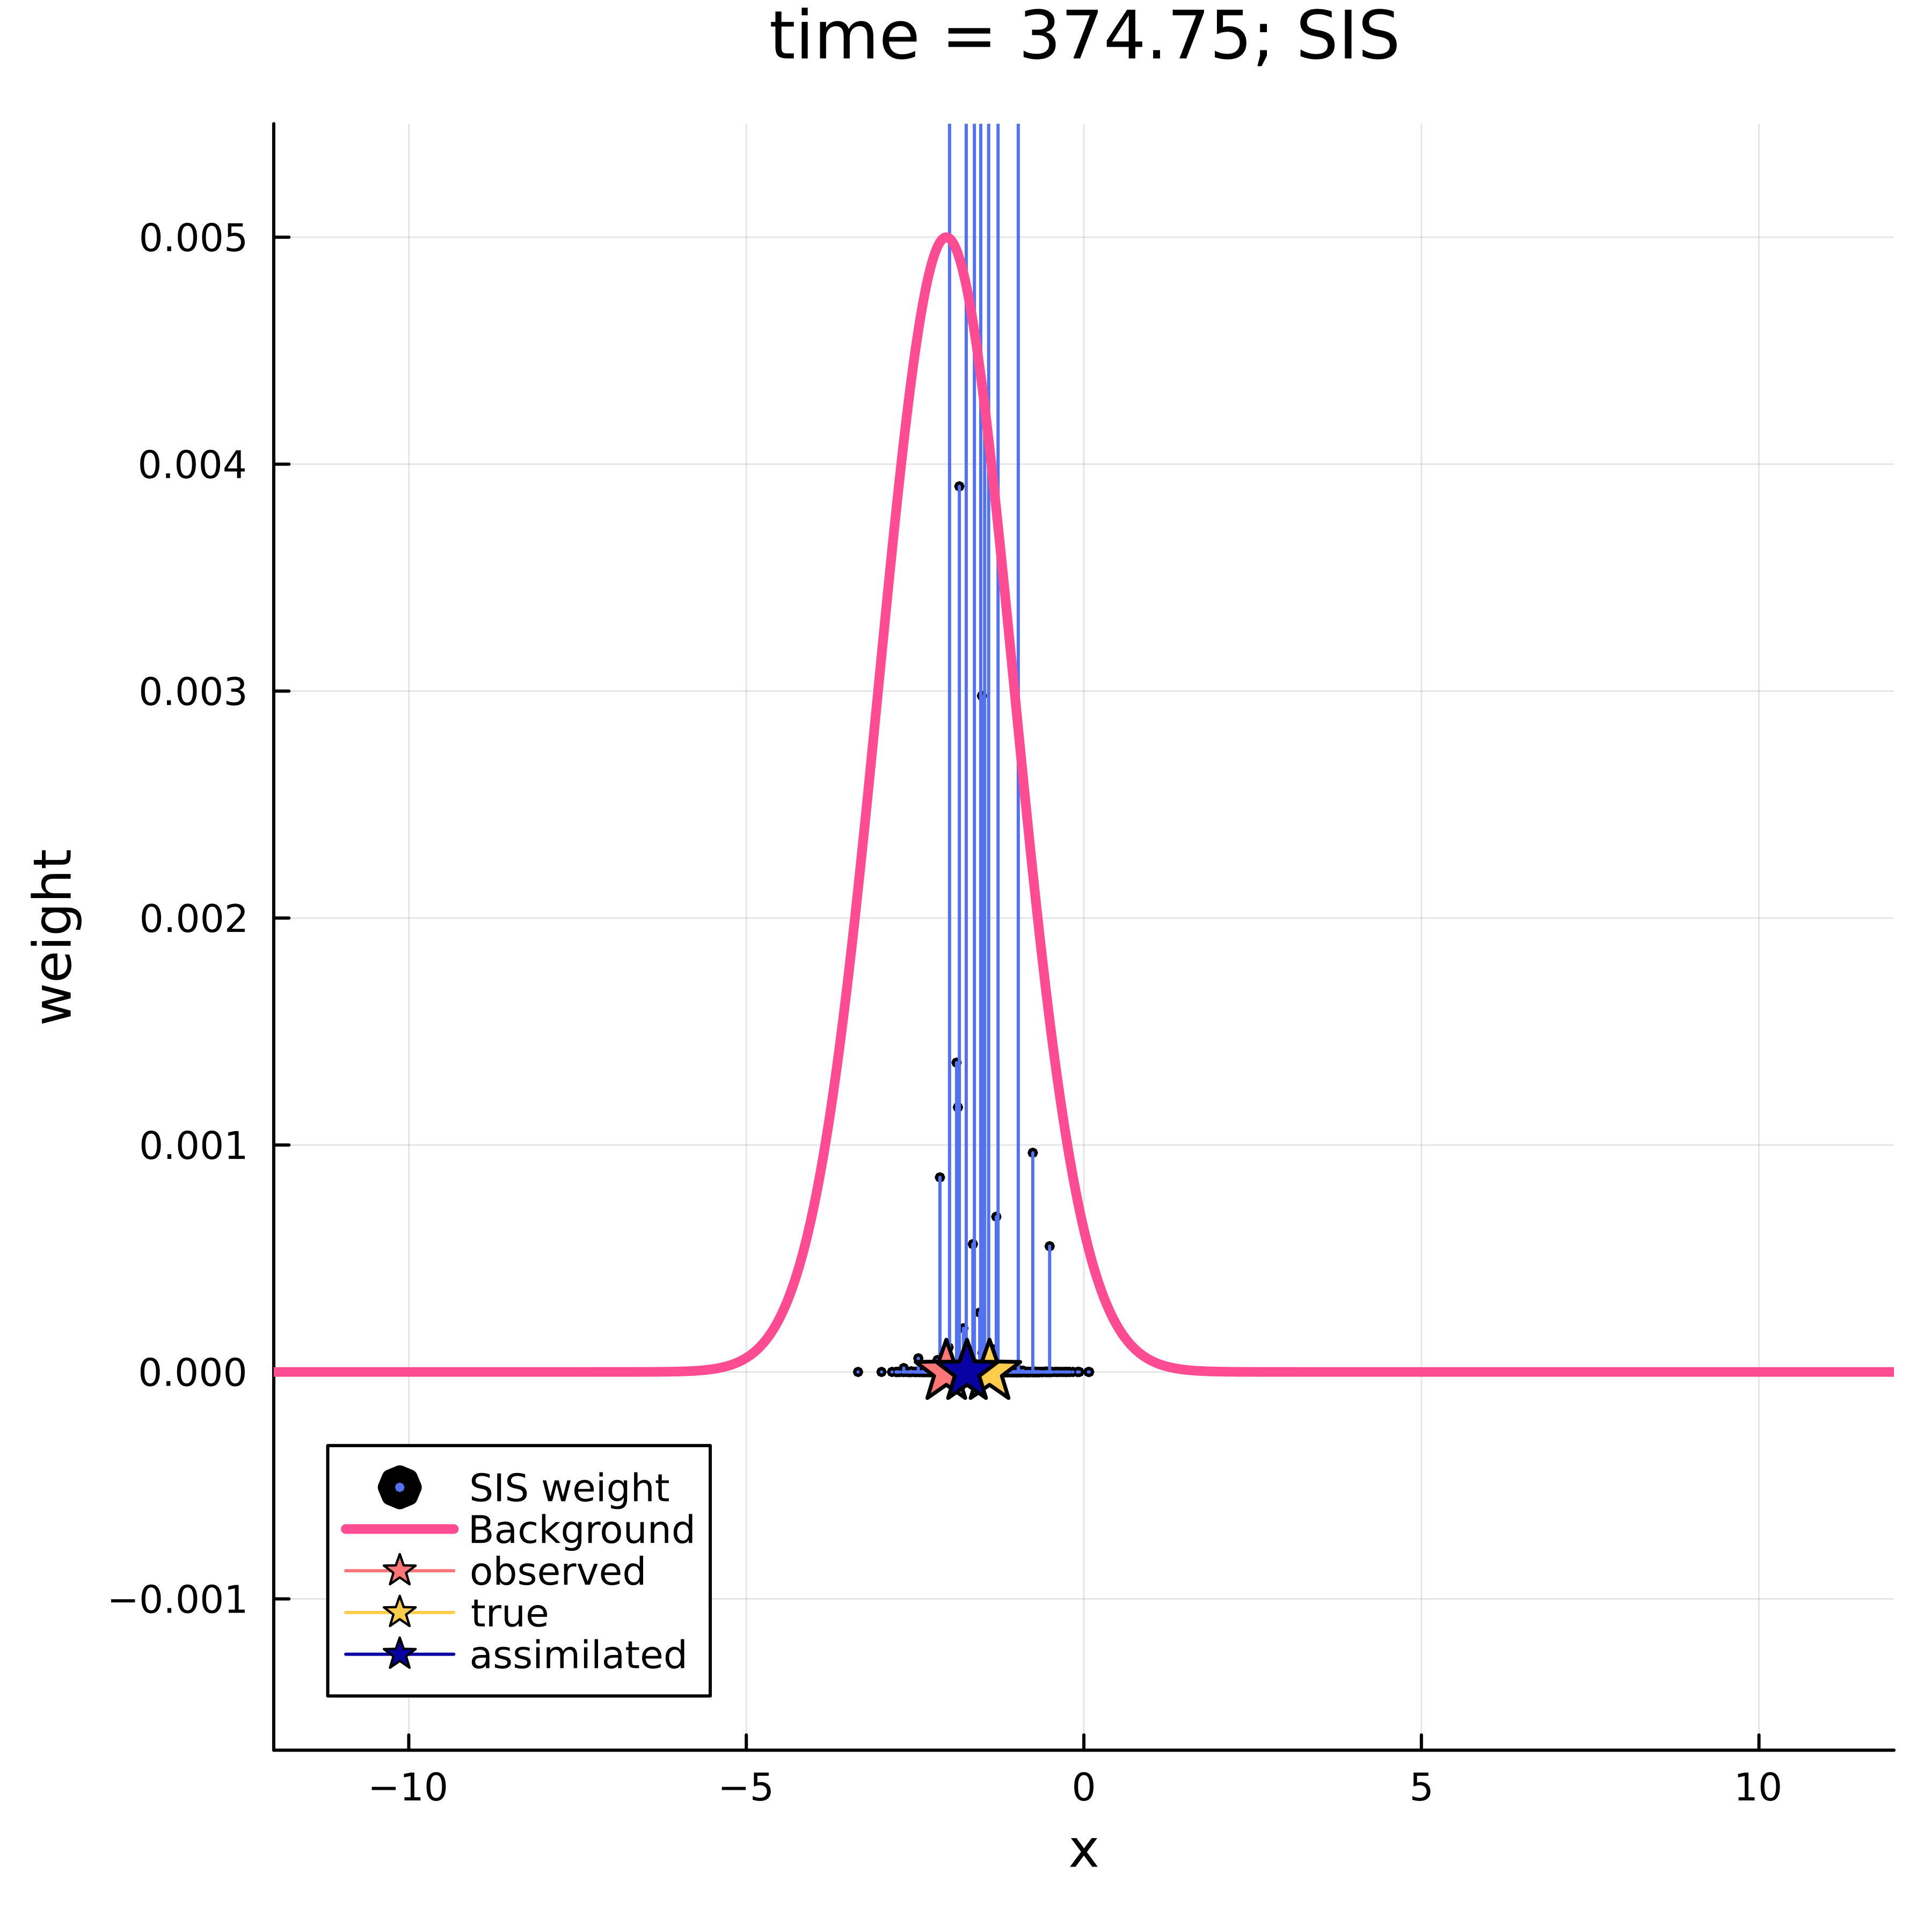 time = 374.75; SIS
weight
0.005
0.004
0.003
0.002
0.001
0.000
−0.001
SIS weight
Background
observed
true
assimilated
−10 −5 0 5 10
x